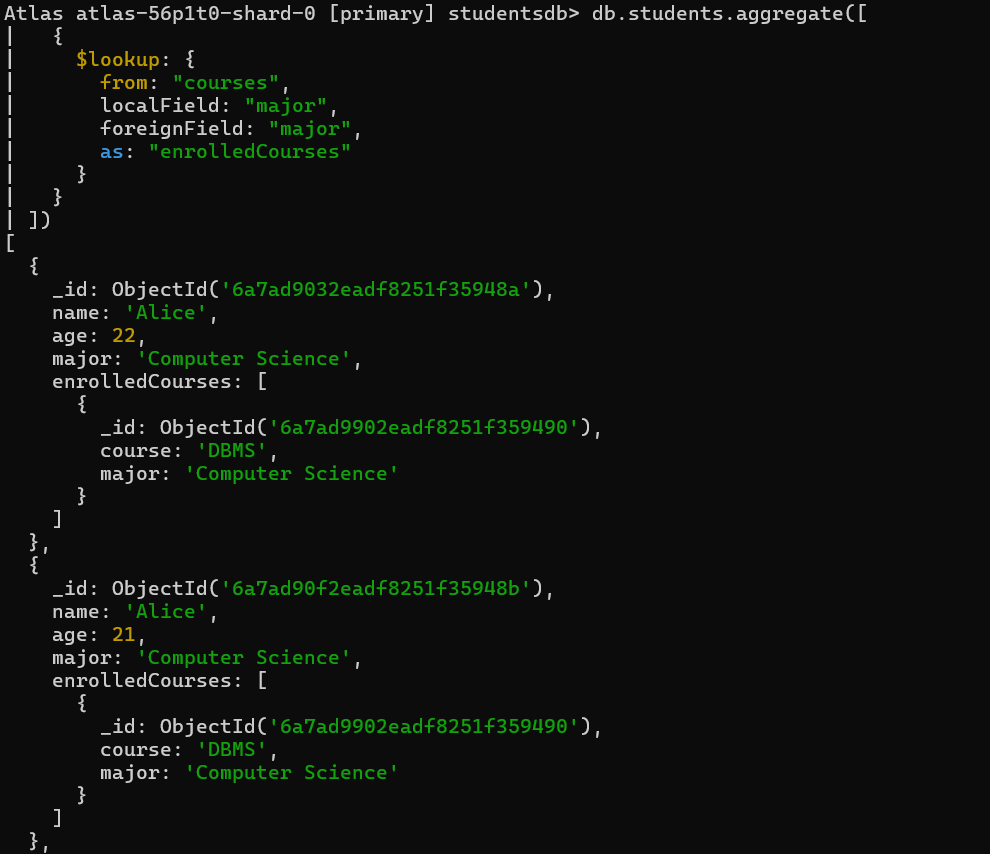 Atlas atlas-56p1t0-shard-0 [primary] studentsdb> db.students.aggregate([
|   {
|     $lookup: {
|       from: "courses",
|       localField: "major",
|       foreignField: "major",
|       as: "enrolledCourses"
|     }
|   }
| ])
[
  {
    _id: ObjectId('6a7ad9032eadf8251f35948a'),
    name: 'Alice',
    age: 22,
    major: 'Computer Science',
    enrolledCourses: [
      {
        _id: ObjectId('6a7ad9902eadf8251f359490'),
        course: 'DBMS',
        major: 'Computer Science'
      }
    ]
  },
  {
    _id: ObjectId('6a7ad90f2eadf8251f35948b'),
    name: 'Alice',
    age: 21,
    major: 'Computer Science',
    enrolledCourses: [
      {
        _id: ObjectId('6a7ad9902eadf8251f359490'),
        course: 'DBMS',
        major: 'Computer Science'
      }
    ]
  },